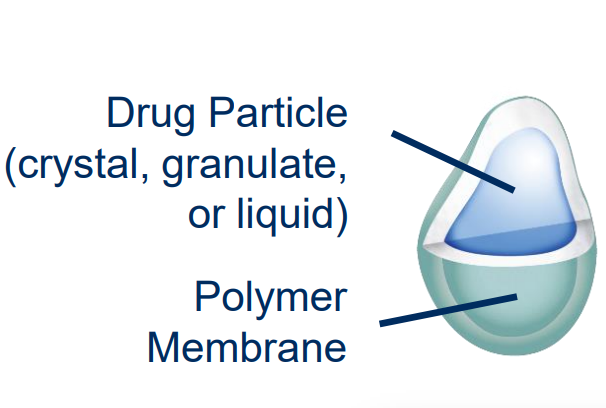 Drug Particle
(crystal, granulate,
or liquid)
Polymer
Membrane